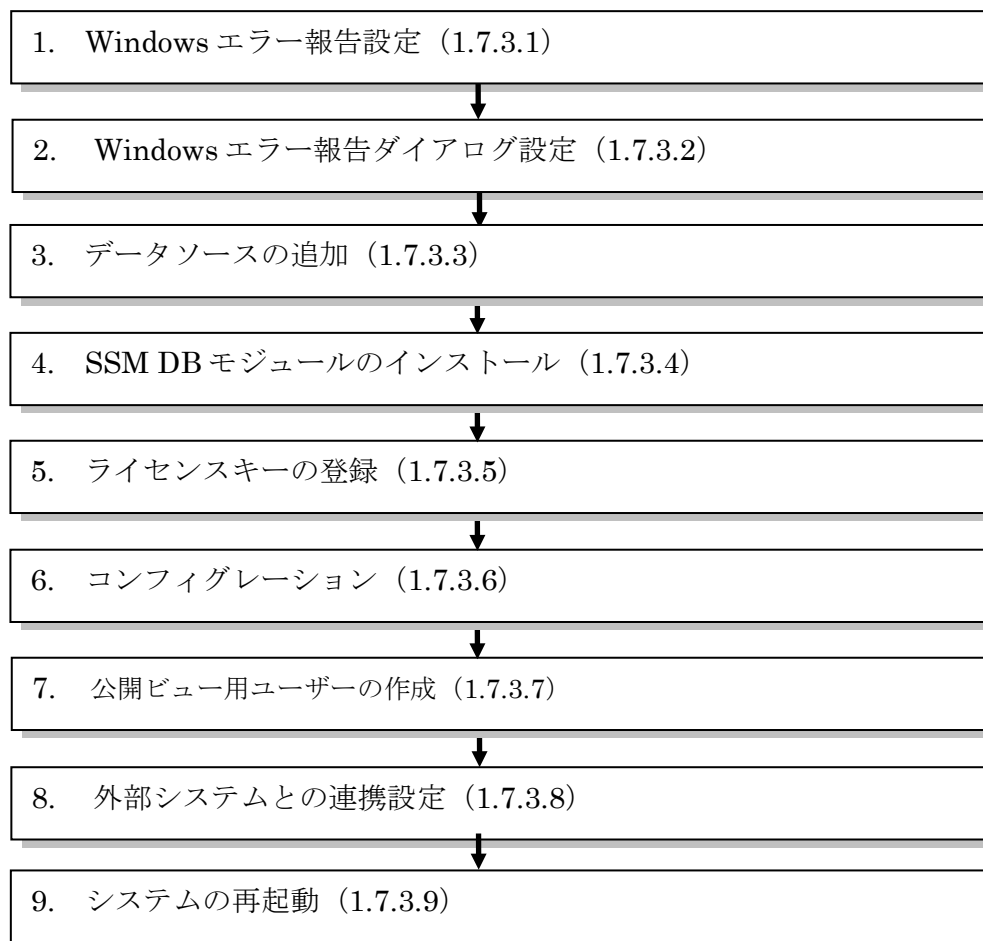 1. Windows エラー報告設定（1.7.3.1）
2. Windows エラー報告ダイアログ設定（1.7.3.2）
3. データソースの追加（1.7.3.3）
4. SSM DB モジュールのインストール（1.7.3.4）
5. ライセンスキーの登録（1.7.3.5）
6. コンフィグレーション（1.7.3.6）
7. 公開ビュー用ユーザーの作成（1.7.3.7）
8. 外部システムとの連携設定（1.7.3.8）
9. システムの再起動（1.7.3.9）